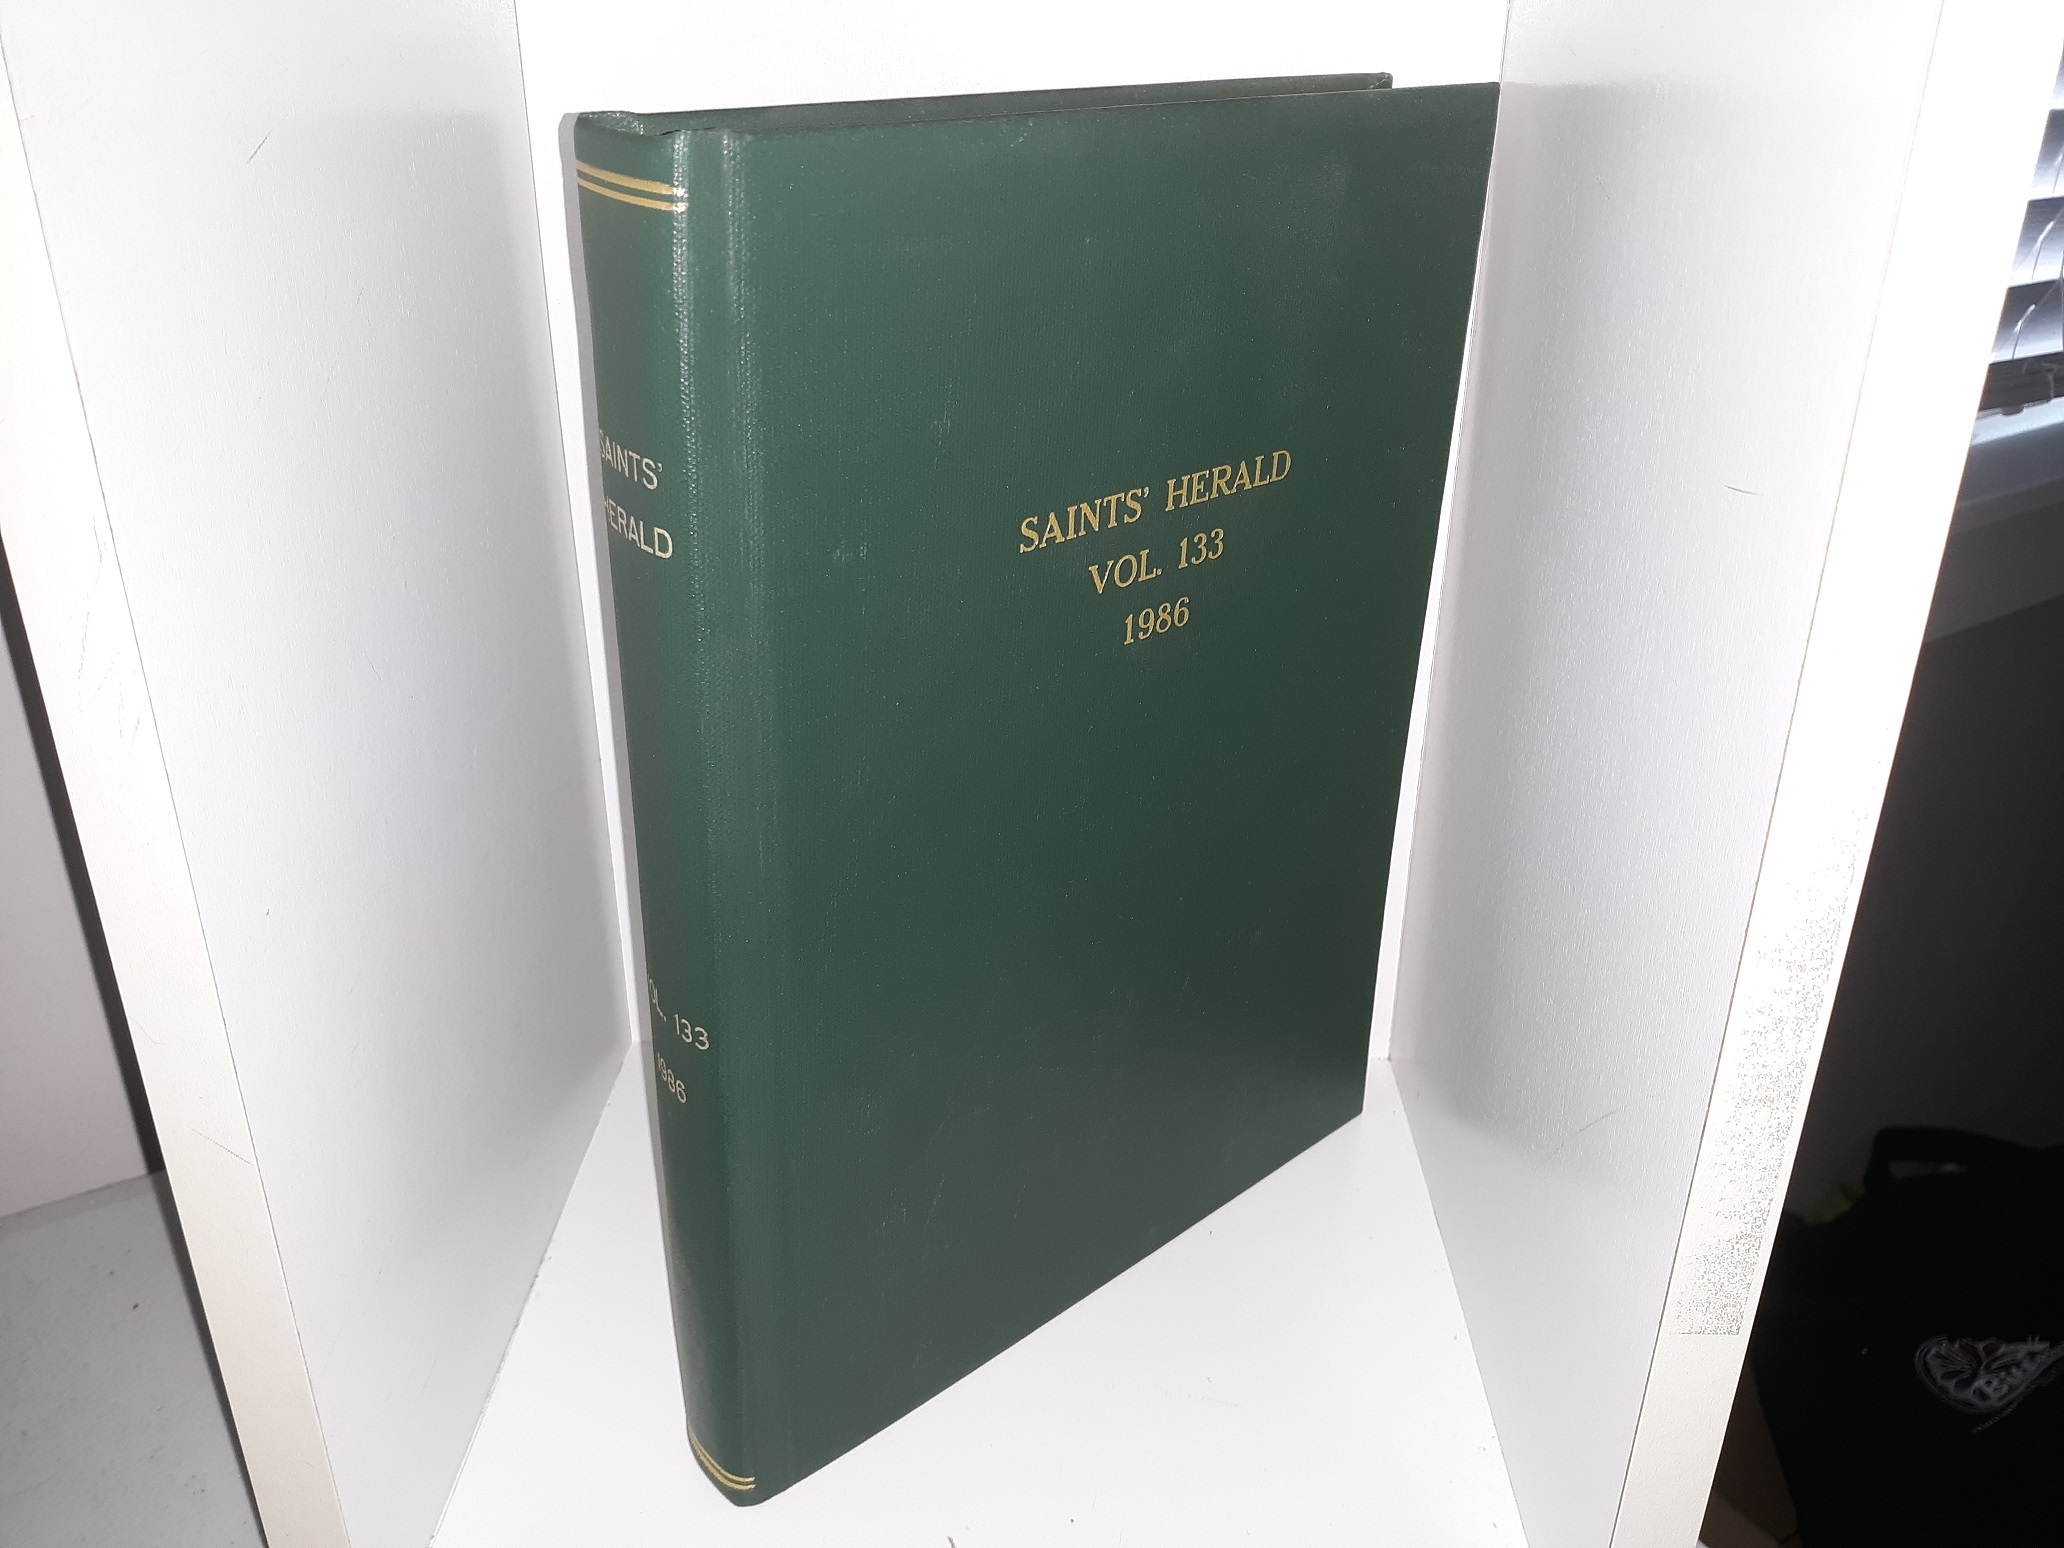 SAINTS'
HERALD
VOL. 133
1986
SAINTS' HERALD
VOL. 133
1986